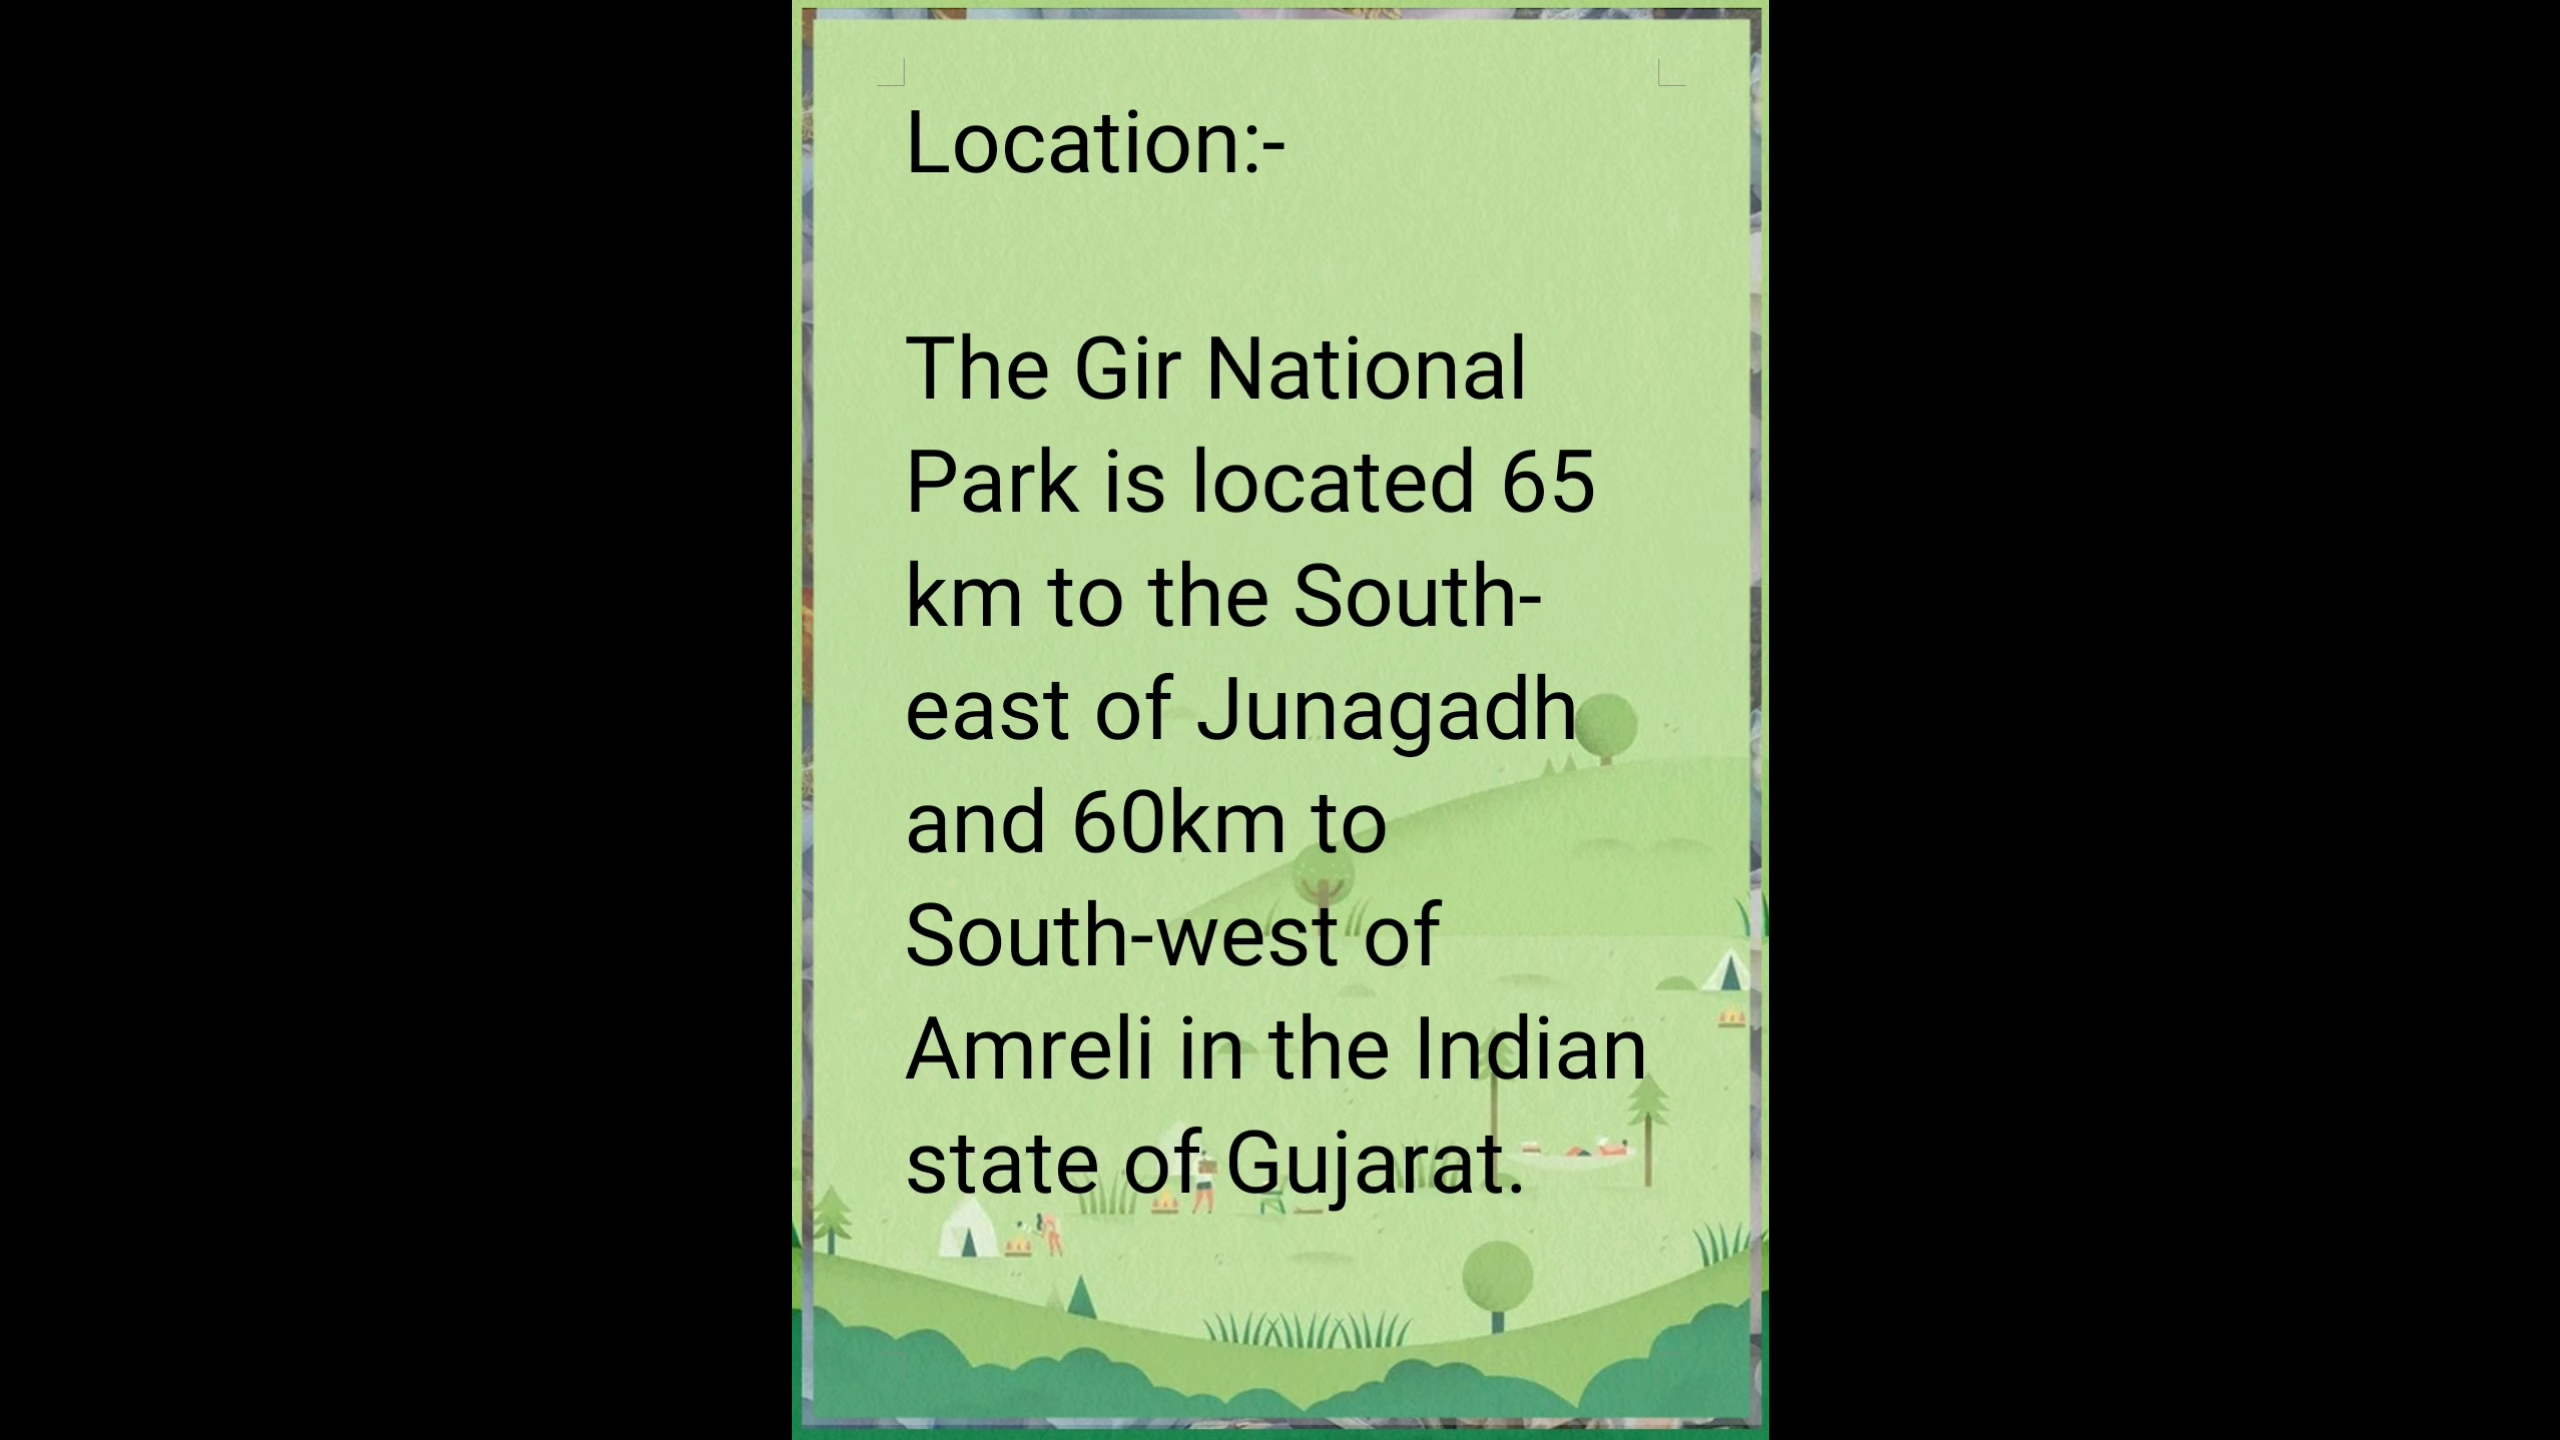 Location:-
The Gir National
Park is located 65
km to the South-
east of Junagadh
and 60km to
South-west of
Amreli in the Indian
state of Gujarat.